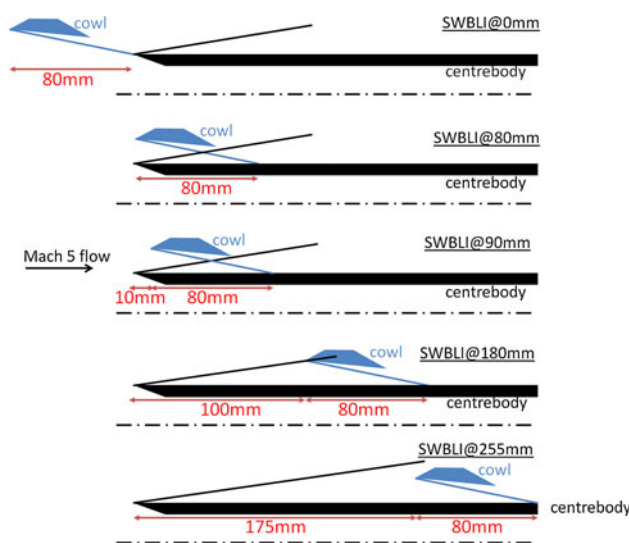 cowl
SWBLI@0mm
centrebody
80mm
cowl
SWBLI@80mm
80mm
centrebody
SWBLI@90mm
cowl
Mach 5 flow
centrebody
10mm 80mm
SWBLI@180mm
cowl
centrebody
100mm 80mm
SWBLI@255mm
cowl
centrebody
175mm 80mm